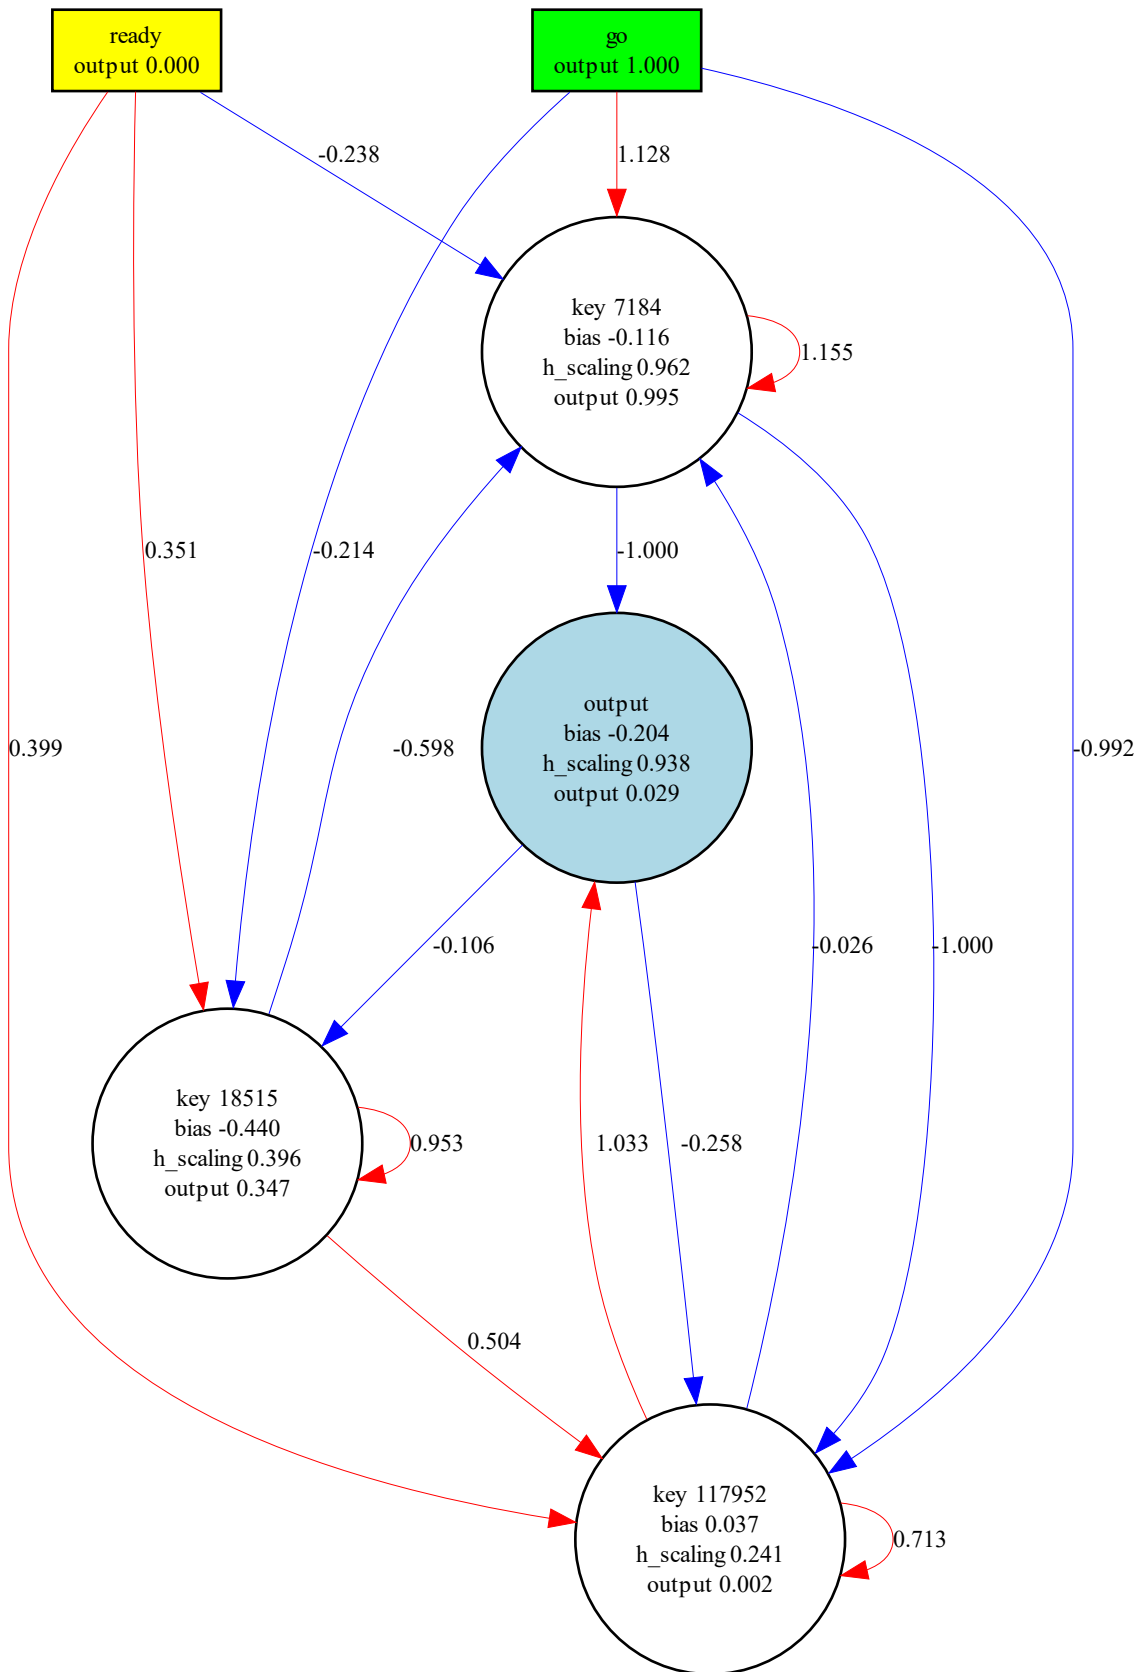 ready
output 0.000
go
output 1.000
-0.238
1.128
key 7184
bias -0.116
h_scaling 0.962
output 0.995
1.155
0.351
-0.214
-1.000
output
bias -0.204
h_scaling 0.938
output 0.029
0.399
-0.598
-0.992
-0.106
-0.026
-1.000
key 18515
bias -0.440
h_scaling 0.396
output 0.347
0.953
1.033
-0.258
0.504
key 117952
bias 0.037
h_scaling 0.241
output 0.002
0.713